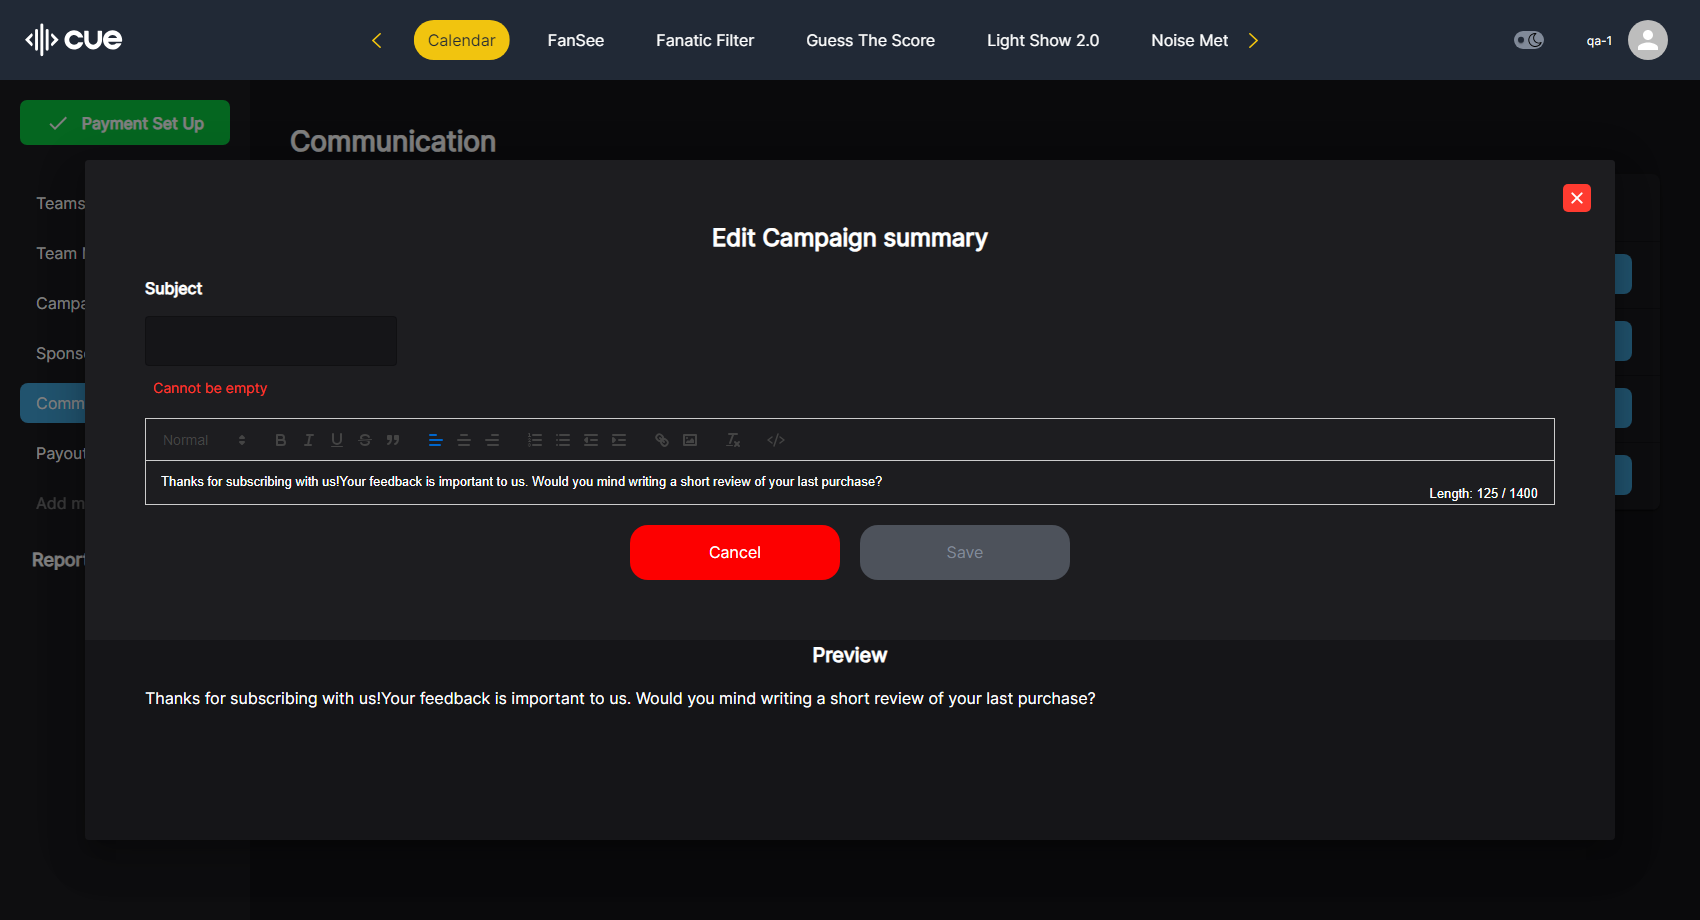 cue
Calendar
FanSee
Fanatic Filter
Guess The Score
Light Show 2.0
Noise Met
qa-1
Payment Set Up
Communication
Teams
Team
Campa
Spons
Comm
Payou
Add m
Repor
Edit Campaign summary
Subject
Cannot be empty
Normal
Thanks for subscribing with us!Your feedback is important to us. Would you mind writing a short review of your last purchase?
Length: 125 / 1400
Cancel
Save
Preview
Thanks for subscribing with us!Your feedback is important to us. Would you mind writing a short review of your last purchase?